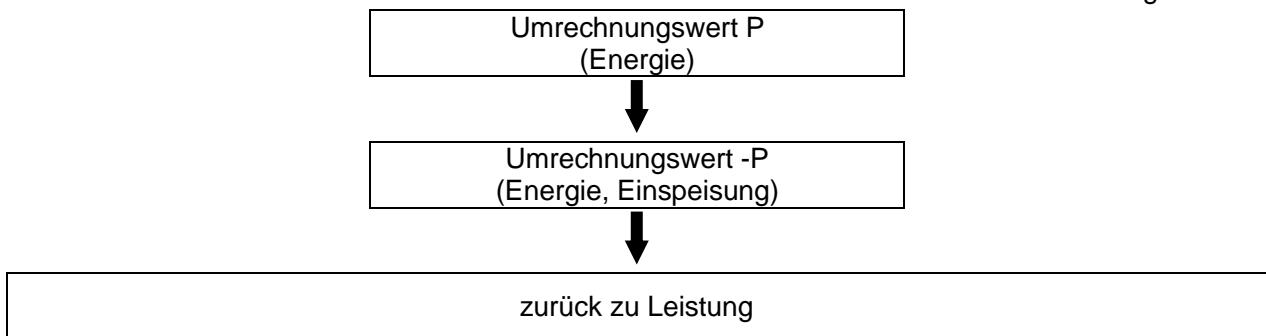 Umrechnungswert P
(Energie)
Umrechnungswert -P
(Energie, Einspeisung)
zurück zu Leistung